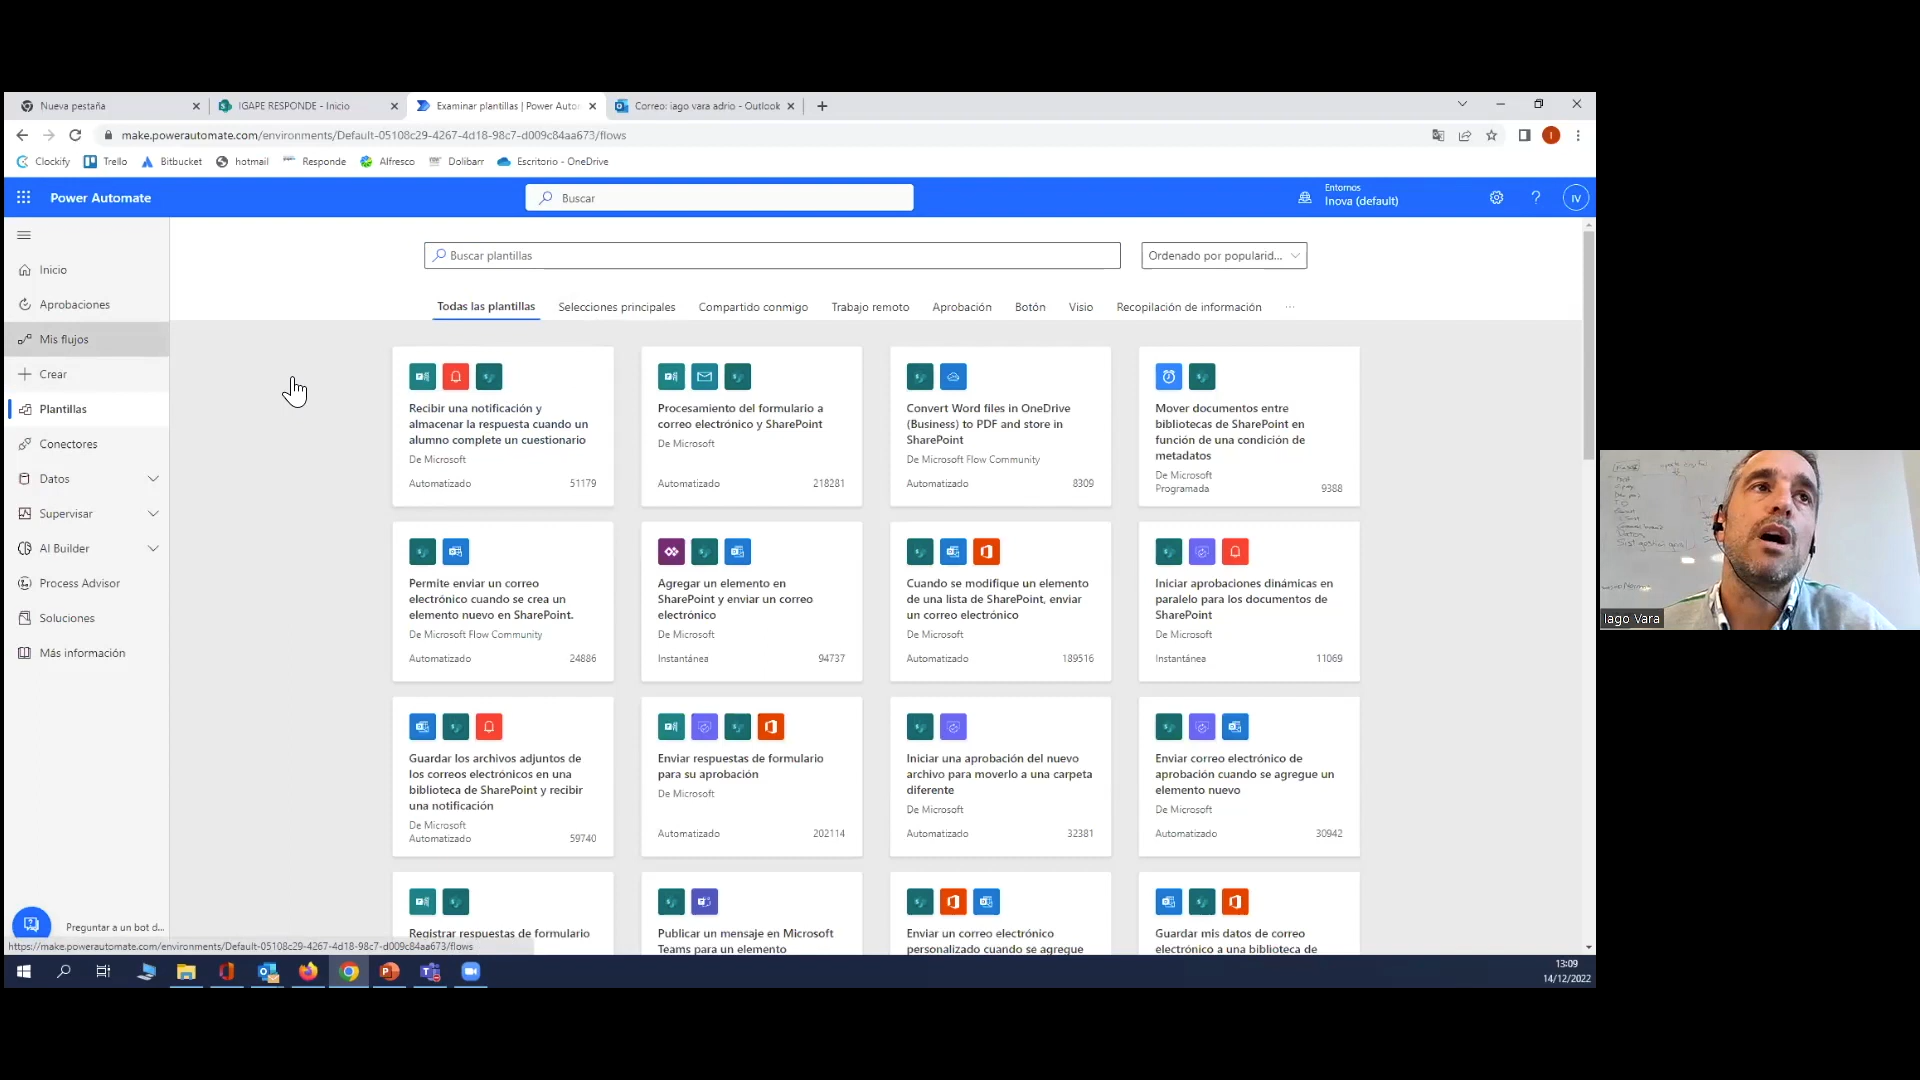 Nueva pestaña
IGAPE RESPONDE - Inicio
Examinar plantillas | Power Auto
Correo: iago vara adrio - Outlook
make.powerautomate.com/environments/Default-05108c29-4267-4d18-98c7-d009c84aa673/flows
Clockify Trello Bitbucket hotmail Responde Alfresco Dolibarr Escritorio - OneDrive
Power Automate
Buscar
Entornos
Inova (default)
?
IV
Inicio
Aprobaciones
Mis flujos
Crear
Plantillas
Conectores
Datos
Supervisar
AI Builder
Process Advisor
Soluciones
Más información
Preguntar a un bot d...
Buscar plantillas
Ordenado por popularid...
Todas las plantillas Selecciones principales Compartido conmigo Trabajo remoto Aprobación Botón Visio Recopilación de información ...
Recibir una notificación y
almacenar la respuesta cuando un
alumno complete un cuestionario
De Microsoft
Automatizado 51179
Procesamiento del formulario a
correo electrónico y SharePoint
De Microsoft
Automatizado 218281
Convert Word files in OneDrive
(Business) to PDF and store in
SharePoint
De Microsoft Flow Community
Automatizado 8309
Mover documentos entre
bibliotecas de SharePoint en
función de una condición de
metadatos
De Microsoft
Programada 9388
Permite enviar un correo
electrónico cuando se crea un
elemento nuevo en SharePoint.
De Microsoft Flow Community
Automatizado 24886
Agregar un elemento en
SharePoint y enviar un correo
electrónico
De Microsoft
Instantánea 94737
Cuando se modifique un elemento
de una lista de SharePoint, enviar
un correo electrónico
De Microsoft
Automatizado 189516
Iniciar aprobaciones dinámicas en
paralelo para los documentos de
SharePoint
De Microsoft
Instantánea 11069
Guardar los archivos adjuntos de
los correos electrónicos en una
biblioteca de SharePoint y recibir
una notificación
De Microsoft
Automatizado 59740
Enviar respuestas de formulario
para su aprobación
De Microsoft
Automatizado 202114
Iniciar una aprobación del nuevo
archivo para moverlo a una carpeta
diferente
De Microsoft
Automatizado 32381
Enviar correo electrónico de
aprobación cuando se agregue un
elemento nuevo
De Microsoft
Automatizado 30942
Registrar respuestas de formulario
Publicar un mensaje en Microsoft
Teams para un elemento
Enviar un correo electrónico
personalizado cuando se agregue
Guardar mis datos de correo
electrónico a una biblioteca de
https://make.powerautomate.com/environments/Default-05108c29-4267-4d18-98c7-d009c84aa673/flows
13:09
14/12/2022
Iago Vara